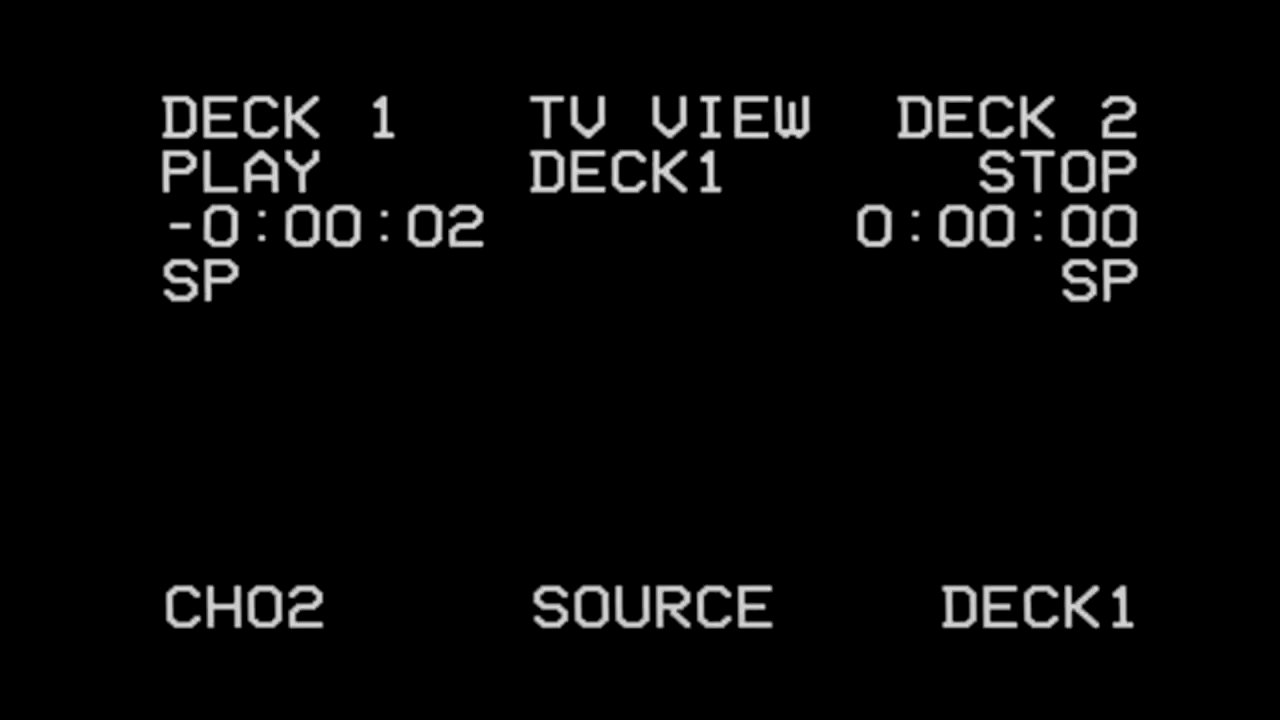 DECK 1 TV VIEW DECK 2
PLAY DECK1 STOP
-0:00:02 0:00:00
SP SP
CH02 SOURCE DECK1